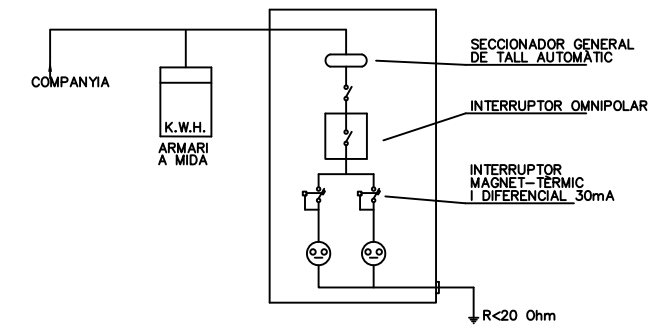 SECCIONADOR GENERAL
DE TALL AUTOMÀTIC
COMPANYIA
INTERRUPTOR OMNIPOLAR
K.W.H.
ARMARI
A MIDA
INTERRUPTOR
MAGNET-TÈRMIC
I DIFERENCIAL 30mA
R<20 Ohm